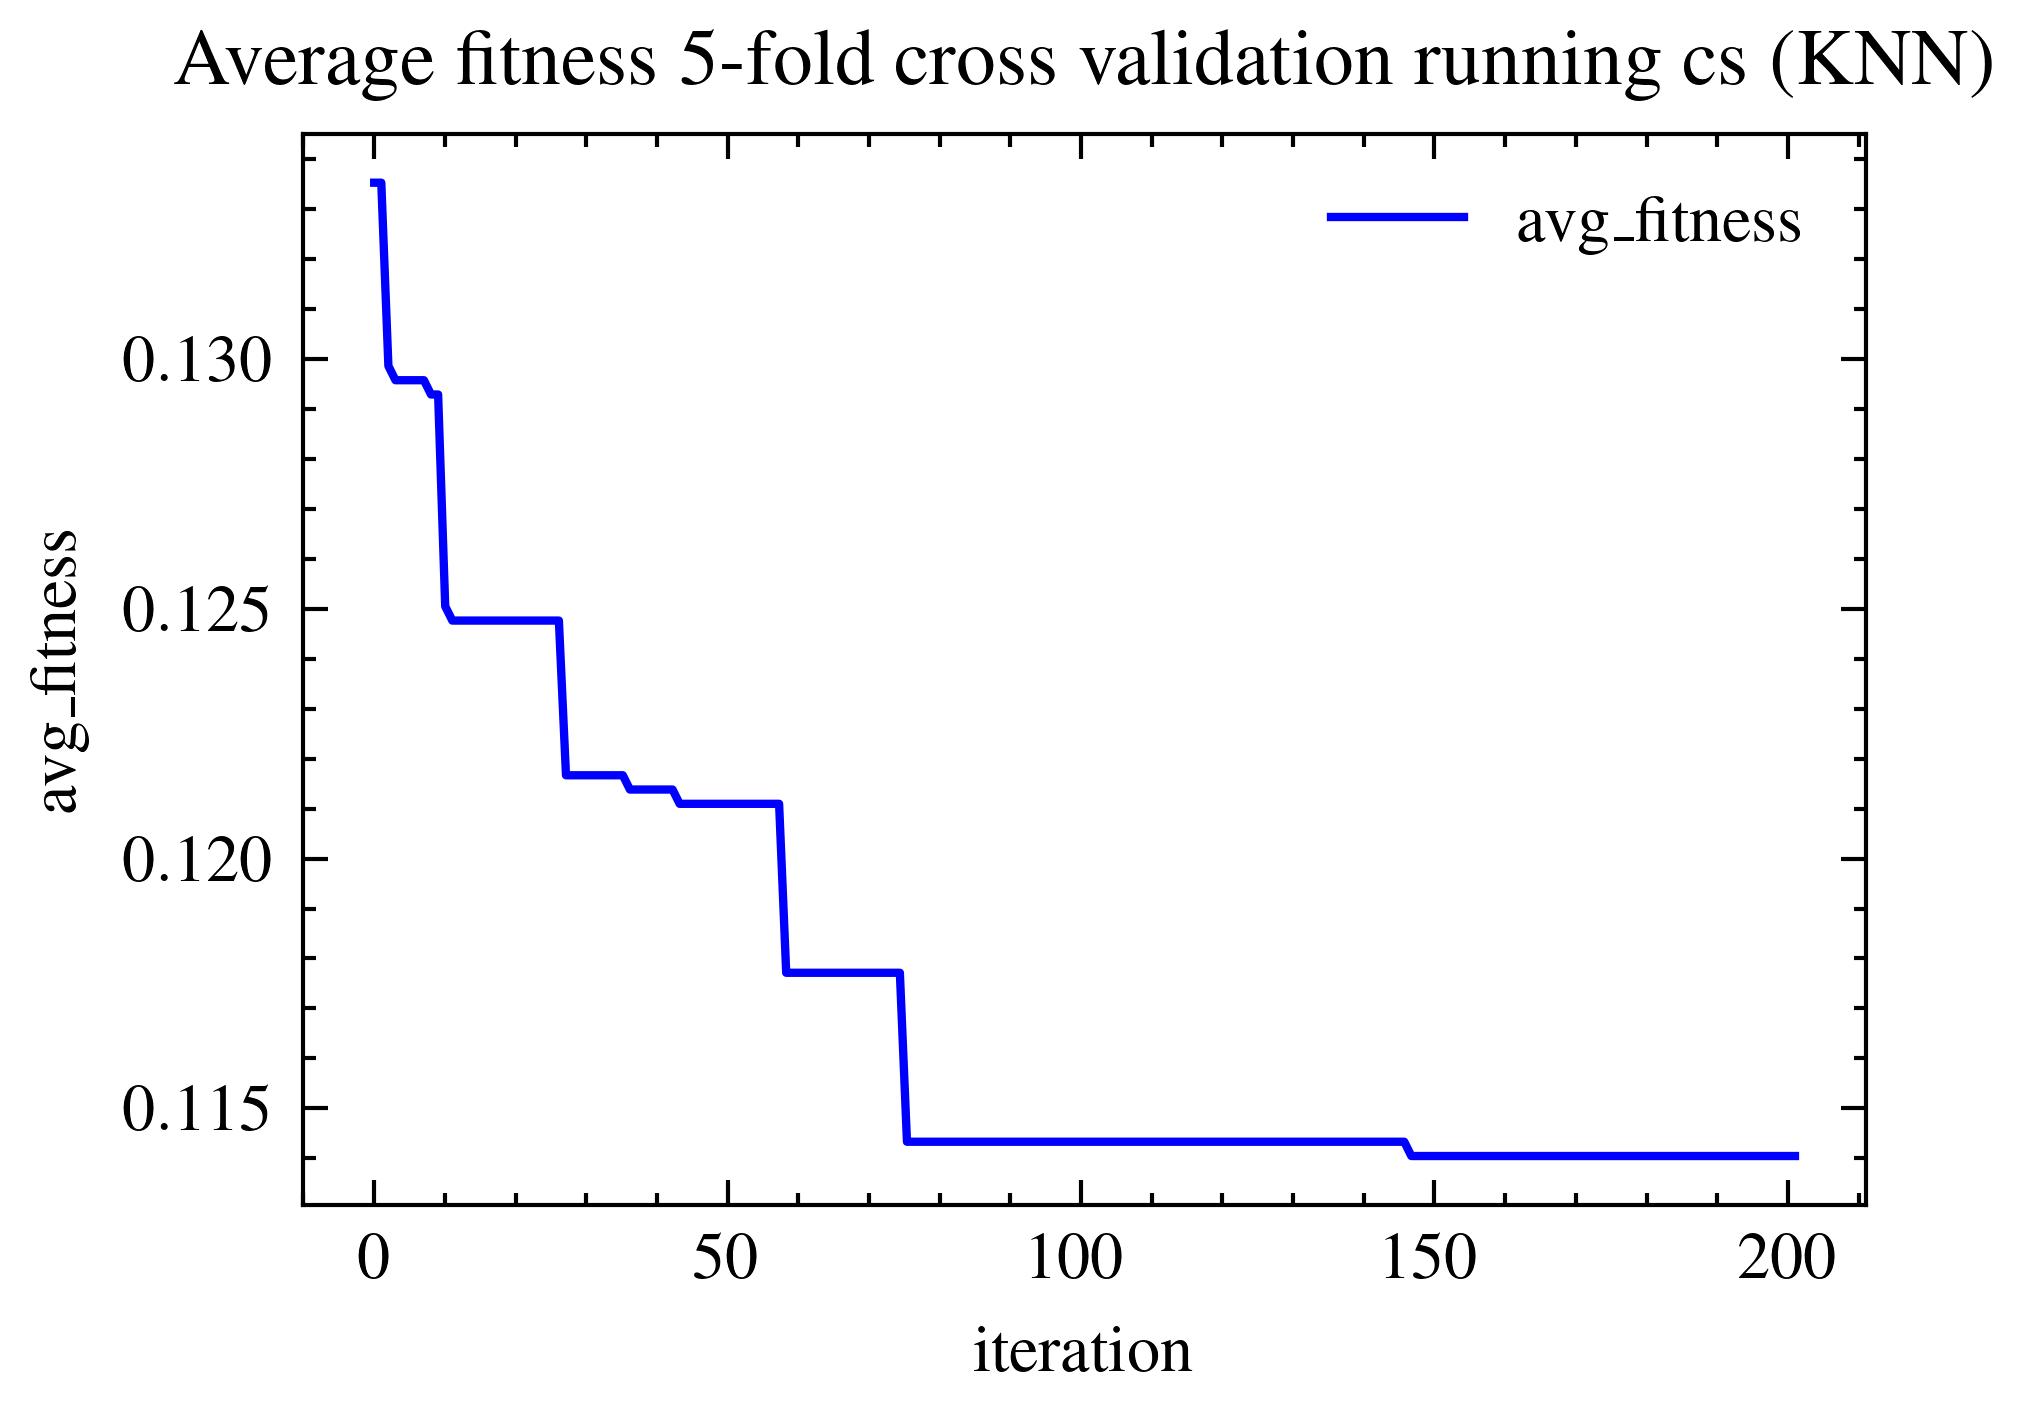 Average fitness 5-fold cross validation running cs (KNN)
avg_fitness
0.130
0.125
0.120
0.115
avg_fitness
0 50 100 150 200
iteration